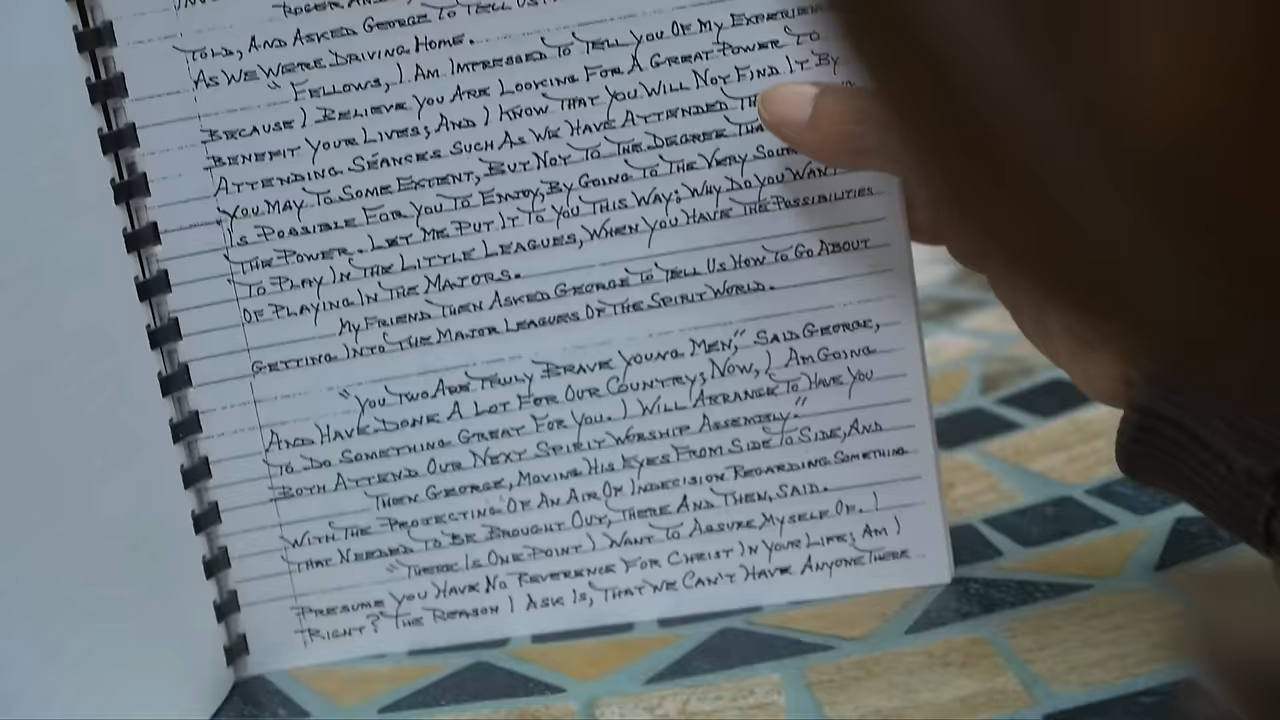 ROGER
TOLD, AND ASKED GEORGE TO TELL US
AS WE WERE DRIVING HOME.
"FELLOWS, I AM IMPRESSED TO TELL YOU OF MY
BECAUSE I BELIEVE YOU ARE LOOKING FOR A GREAT POWER TO
BENEFIT YOUR LIVES; AND I KNOW THAT YOU WILL NOT FIND IT BY
ATTENDING SÉANCES SUCH AS WE HAVE ATTENDED
YOU MAY TO SOME EXTENT, BUT NOT TO THE DEGREE
IS POSSIBLE FOR YOU TO ENJOY, BY GOING TO THE VERY
THE POWER. LET ME PUT IT TO YOU THIS WAY; WHY DO YOU WANT
TO PLAY IN THE LITTLE LEAGUES, WHEN YOU HAVE THE POSSIBILITIES
OF PLAYING IN THE MAJORS.
MY FRIEND THEN ASKED GEORGE TO TELL US HOW TO GO ABOUT
GETTING INTO THE MAJOR LEAGUES OF THE SPIRIT WORLD.
"YOU TWO ARE TRULY BRAVE YOUNG MEN," SAID GEORGE,
AND HAVE DONE A LOT FOR OUR COUNTRY; NOW, I AM GOING
TO DO SOMETHING GREAT FOR YOU. I WILL ARRANGE TO HAVE YOU
BOTH ATTEND OUR NEXT SPIRIT WORSHIP ASSEMBLY."
THEN GEORGE, MOVING HIS EYES FROM SIDE TO SIDE, AND
WITH THE PROJECTING OF AN AIR OF INDECISION REGARDING SOMETHING
THAT NEEDED TO BE BROUGHT OUT, THERE AND THEN, SAID.
"THERE IS ONE POINT I WANT TO ASSURE MYSELF OF. I
PRESUME YOU HAVE NO REVERENCE FOR CHRIST IN YOUR LIFE; AM I
RIGHT? THE REASON I ASK IS, THAT WE CAN'T HAVE ANYONE THERE